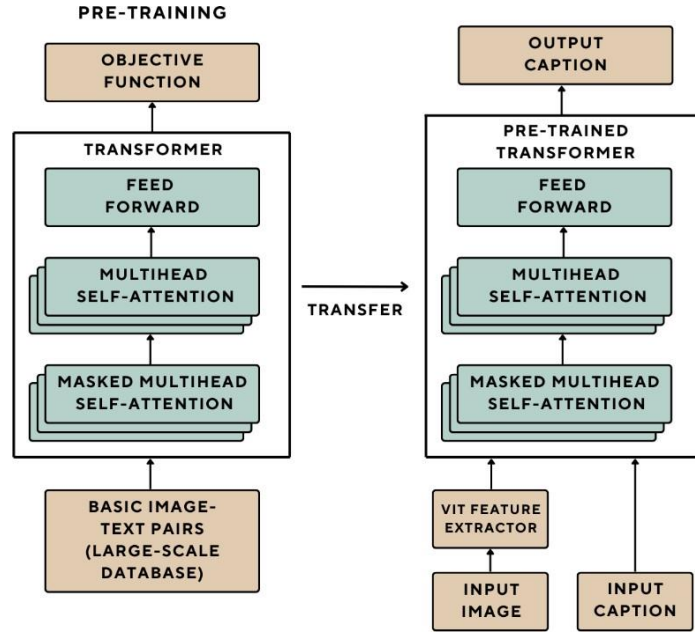 PRE-TRAINING
OBJECTIVE
FUNCTION
TRANSFORMER
FEED
FORWARD
MULTIHEAD
SELF-ATTENTION
MASKED MULTIHEAD
SELF-ATTENTION
BASIC IMAGE-
TEXT PAIRS
(LARGE-SCALE
DATABASE)
TRANSFER
OUTPUT
CAPTION
PRE-TRAINED
TRANSFORMER
FEED
FORWARD
MULTIHEAD
SELF-ATTENTION
MASKED MULTIHEAD
SELF-ATTENTION
VIT FEATURE
EXTRACTOR
INPUT
IMAGE
INPUT
CAPTION